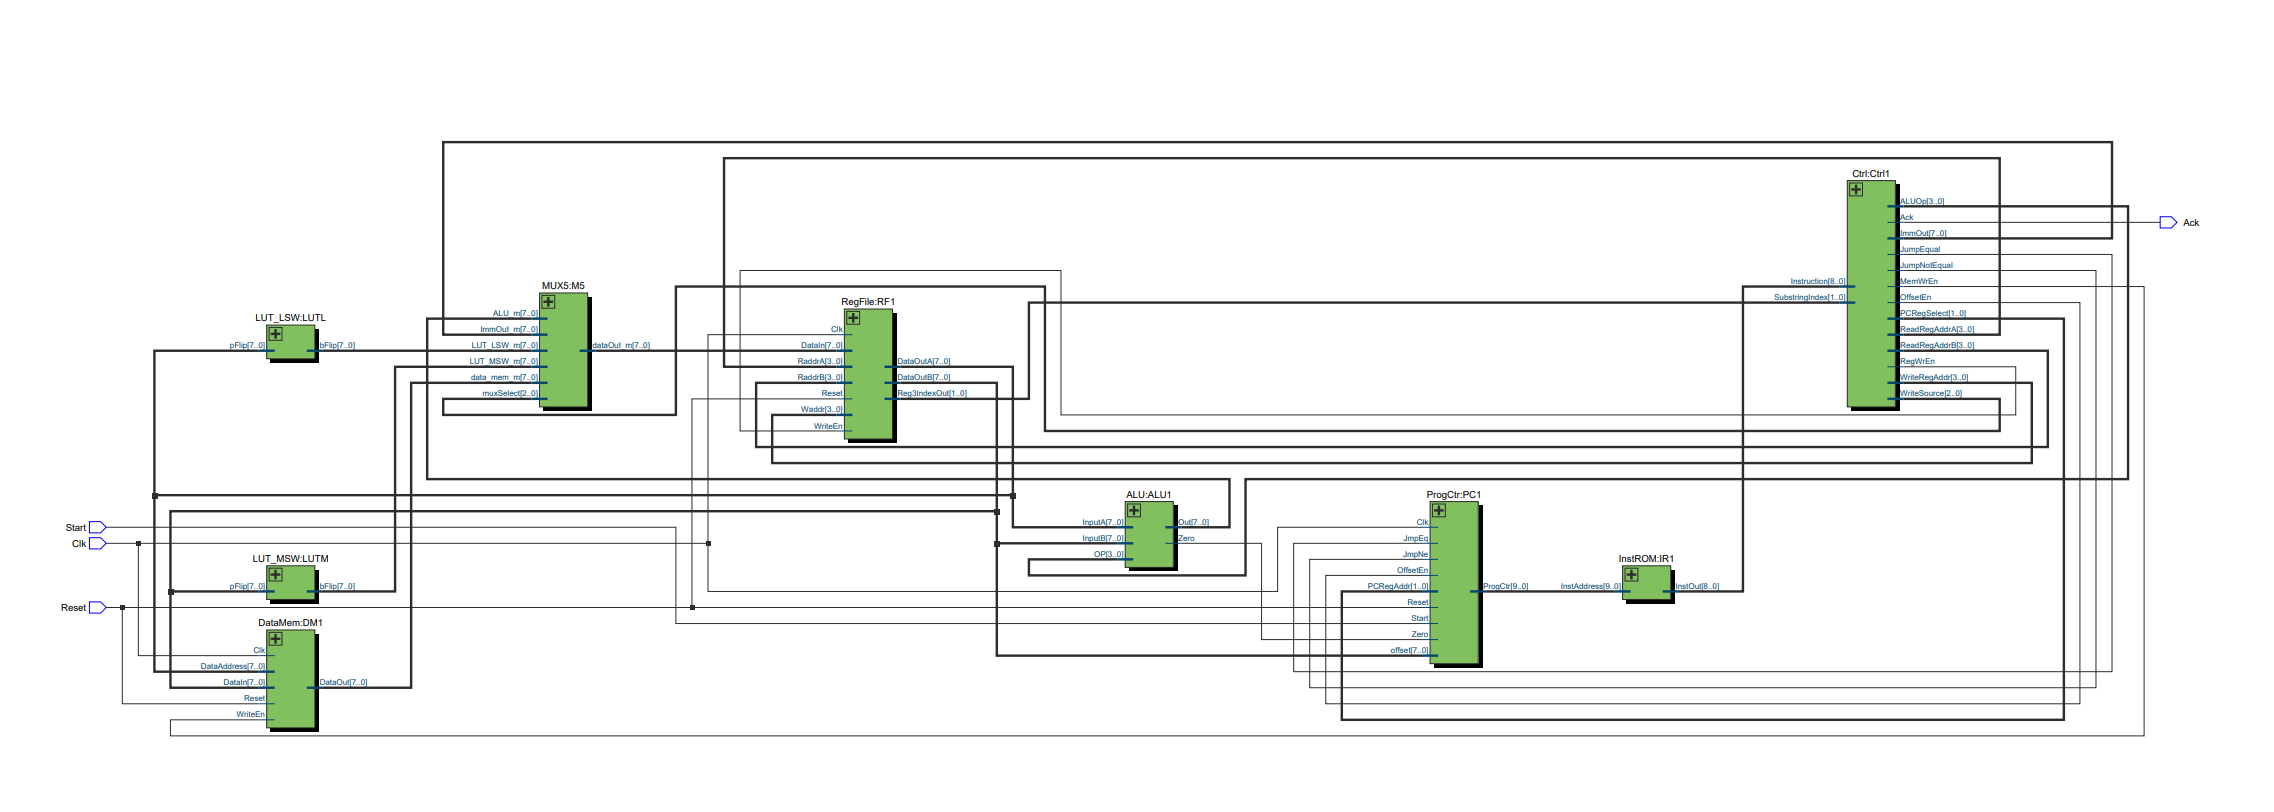 Start
Clk
Reset
LUT_LSW:LUTL
pFlip[7..0]
bFlip[7..0]
LUT_MSW:LUTM
pFlip[7..0]
bFlip[7..0]
DataMem:DM1
Clk
DataAddress[7..0]
DataIn[7..0]
Reset
WriteEn
DataOut[7..0]
MUX5:M5
ALU_m[7..0]
ImmOut_m[7..0]
LUT_LSW_m[7..0]
LUT_MSW_m[7..0]
data_mem_m[7..0]
muxSelect[2..0]
dataOut_m[7..0]
RegFile:RF1
Clk
DataIn[7..0]
RaddrA[3..0]
RaddrB[3..0]
Reset
Waddr[3..0]
WriteEn
DataOutA[7..0]
DataOutB[7..0]
Reg3IndexOut[1..0]
ALU:ALU1
InputA[7..0]
InputB[7..0]
OP[3..0]
Out[7..0]
Zero
ProgCtr:PC1
Clk
JmpEq
JmpNe
OffsetEn
PCRegAddr[1..0]
Reset
Start
Zero
offset[7..0]
ProgCtr[9..0]
InstROM:IR1
InstAddress[9..0]
InstOut[8..0]
Ctrl:Ctrl1
Instruction[8..0]
SubstringIndex[1..0]
ALUOp[3..0]
Ack
ImmOut[7..0]
JumpEqual
JumpNotEqual
MemWrEn
OffsetEn
PCRegSelect[1..0]
ReadRegAddrA[3..0]
ReadRegAddrB[3..0]
RegWrEn
WriteRegAddr[3..0]
WriteSource[2..0]
Ack